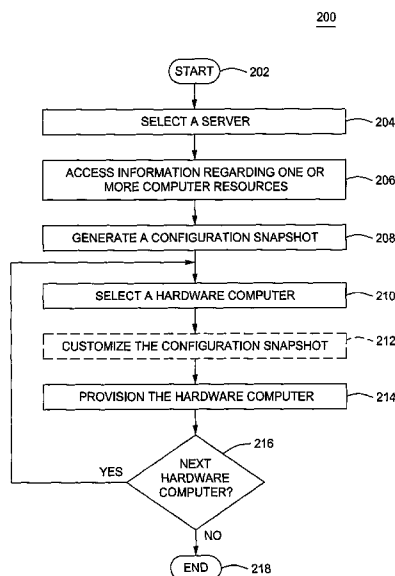 200
START
202
SELECT A SERVER
204
ACCESS INFORMATION REGARDING ONE OR
MORE COMPUTER RESOURCES
206
GENERATE A CONFIGURATION SNAPSHOT
208
SELECT A HARDWARE COMPUTER
210
CUSTOMIZE THE CONFIGURATION SNAPSHOT
212
PROVISION THE HARDWARE COMPUTER
214
216
NEXT
HARDWARE
COMPUTER?
YES
NO
END
218